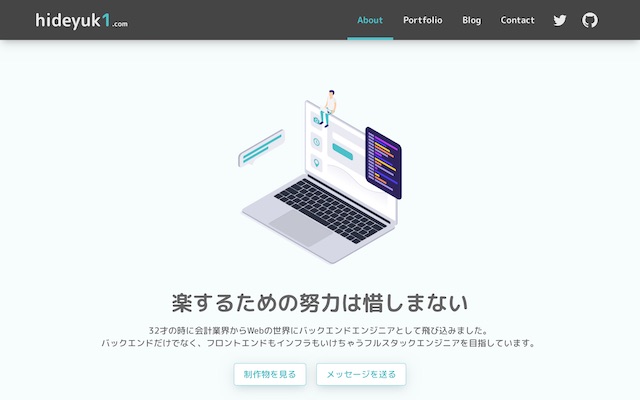 hideyuk1.com
About
Portfolio
Blog
Contact
楽するための努力は惜しまない
32才の時に会計業界からWebの世界にバックエンドエンジニアとして飛び込みました。
バックエンドだけでなく、フロントエンドもインフラもいけちゃうフルスタックエンジニアを目指しています。
制作物を見る
メッセージを送る